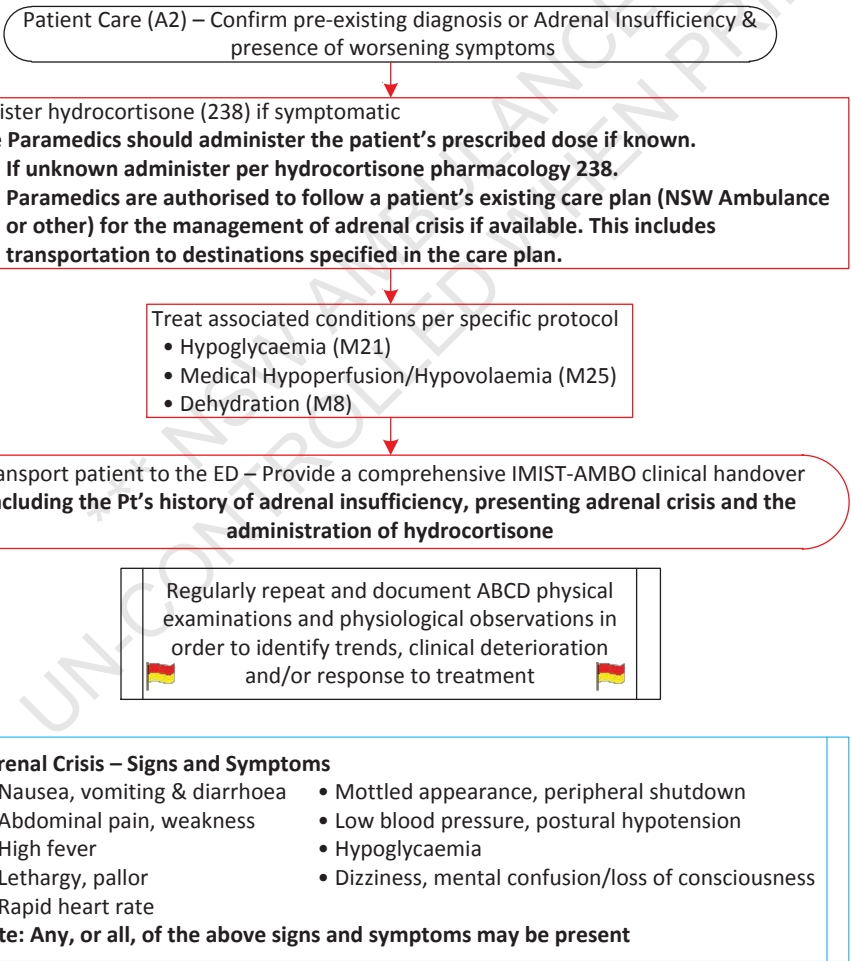 Patient Care (A2) – Confirm pre-existing diagnosis or Adrenal Insufficiency &
presence of worsening symptoms
ister hydrocortisone (238) if symptomatic
Paramedics should administer the patient's prescribed dose if known.
If unknown administer per hydrocortisone pharmacology 238.
Paramedics are authorised to follow a patient's existing care plan (NSW Ambulance
or other) for the management of adrenal crisis if available. This includes
transportation to destinations specified in the care plan.
Treat associated conditions per specific protocol
• Hypoglycaemia (M21)
• Medical Hypoperfusion/Hypovolaemia (M25)
• Dehydration (M8)
ansport patient to the ED – Provide a comprehensive IMIST-AMBO clinical handover
cluding the Pt's history of adrenal insufficiency, presenting adrenal crisis and the
administration of hydrocortisone
Regularly repeat and document ABCD physical
examinations and physiological observations in
order to identify trends, clinical deterioration
and/or response to treatment
renal Crisis – Signs and Symptoms
Nausea, vomiting & diarrhoea • Mottled appearance, peripheral shutdown
Abdominal pain, weakness • Low blood pressure, postural hypotension
High fever • Hypoglycaemia
Lethargy, pallor • Dizziness, mental confusion/loss of consciousness
Rapid heart rate
te: Any, or all, of the above signs and symptoms may be present
*** NSW AMBULANCE
UN-CONTROLLED WHEN PRI